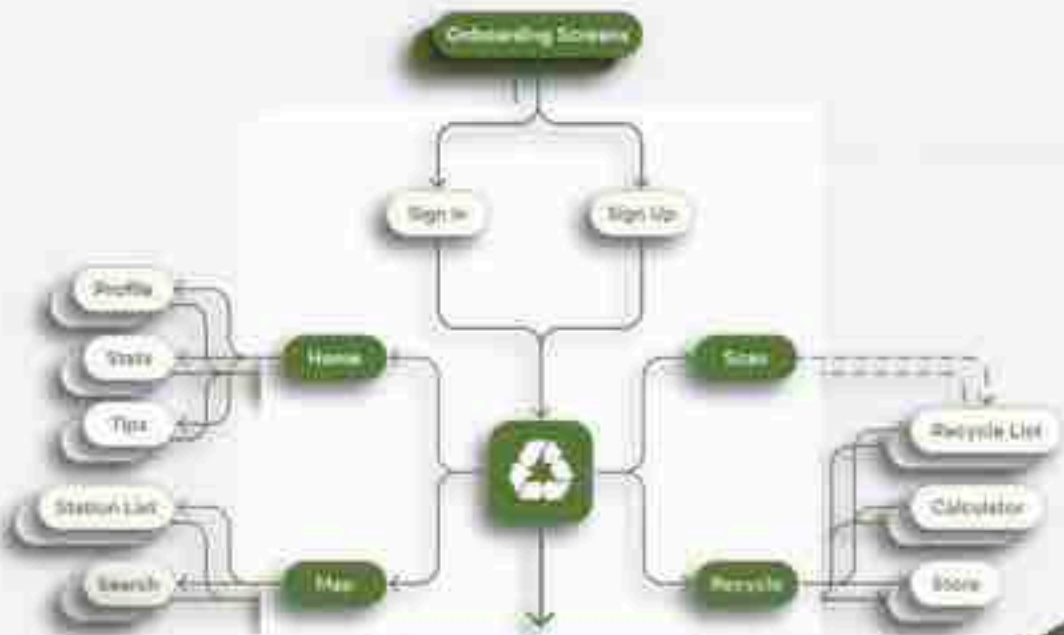 Onboarding Screens
Sign In
Sign Up
Profile
Stats
Tips
Home
Scan
Recycle List
Station List
Calculator
Search
Map
Recycle
Store